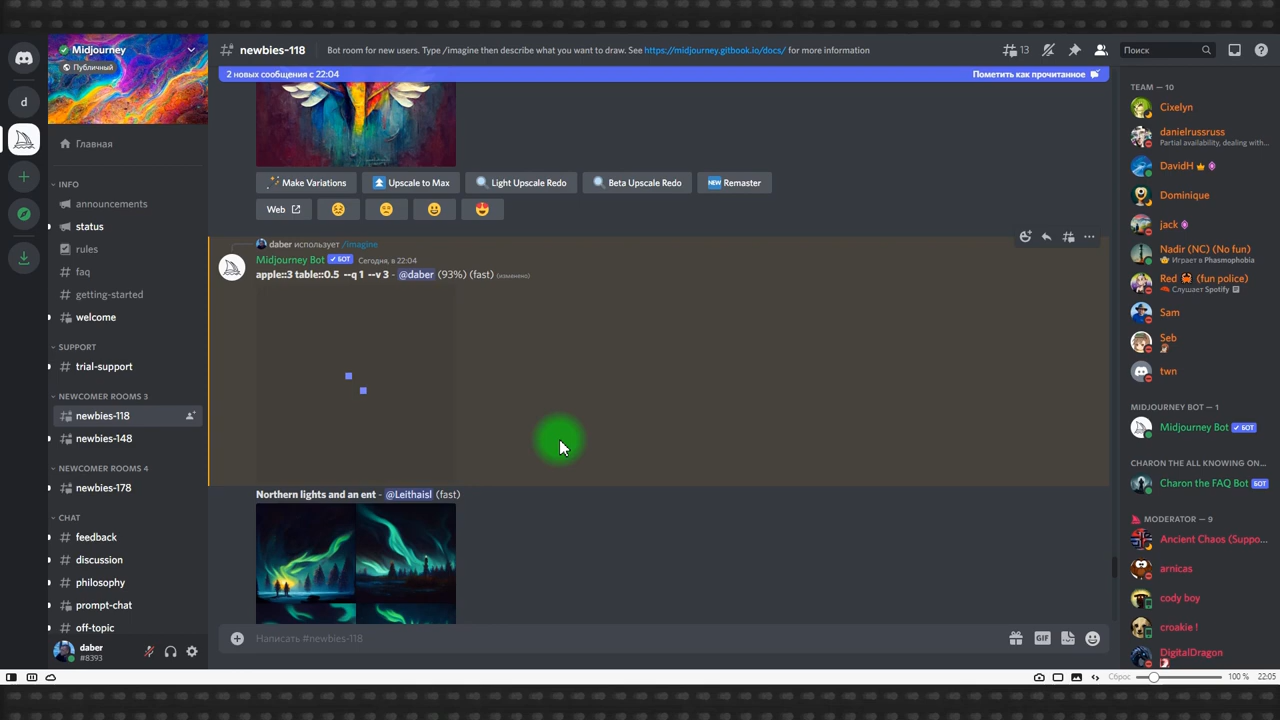 Midjourney
Публичный
Главная
INFO
announcements
status
rules
faq
getting-started
welcome
SUPPORT
trial-support
NEWCOMER ROOMS 3
newbies-118
newbies-148
NEWCOMER ROOMS 4
newbies-178
CHAT
feedback
discussion
philosophy
prompt-chat
off-topic
daber
#8393
d
newbies-118
Bot room for new users. Type /imagine then describe what you want to draw. See https://midjourney.gitbook.io/docs/ for more information
13
Поиск
2 новых сообщения с 22:04
Пометить как прочитанное
Make Variations
Upscale to Max
Light Upscale Redo
Beta Upscale Redo
NEW Remaster
Web
daber использует /imagine
Midjourney Bot ✓ БОТ Сегодня, в 22:04
apple::3 table::0.5 --q 1 --v 3 - @daber (93%) (fast) (изменено)
Northern lights and an ent - @Leithaisl (fast)
Написать #newbies-118
GIF
TEAM — 10
Cixelyn
danielrussruss
Partial availability, dealing with...
DavidH
Dominique
jack
Nadir (NC) (No fun)
Играет в Phasmophobia
Red (fun police)
Слушает Spotify
Sam
Seb
twn
MIDJOURNEY BOT — 1
Midjourney Bot ✓ БОТ
CHARON THE ALL KNOWING ON...
Charon the FAQ Bot БОТ
MODERATOR — 9
Ancient Chaos (Suppo...
arnicas
cody boy
croakie !
DigitalDragon
Сброс
100 %
22:05